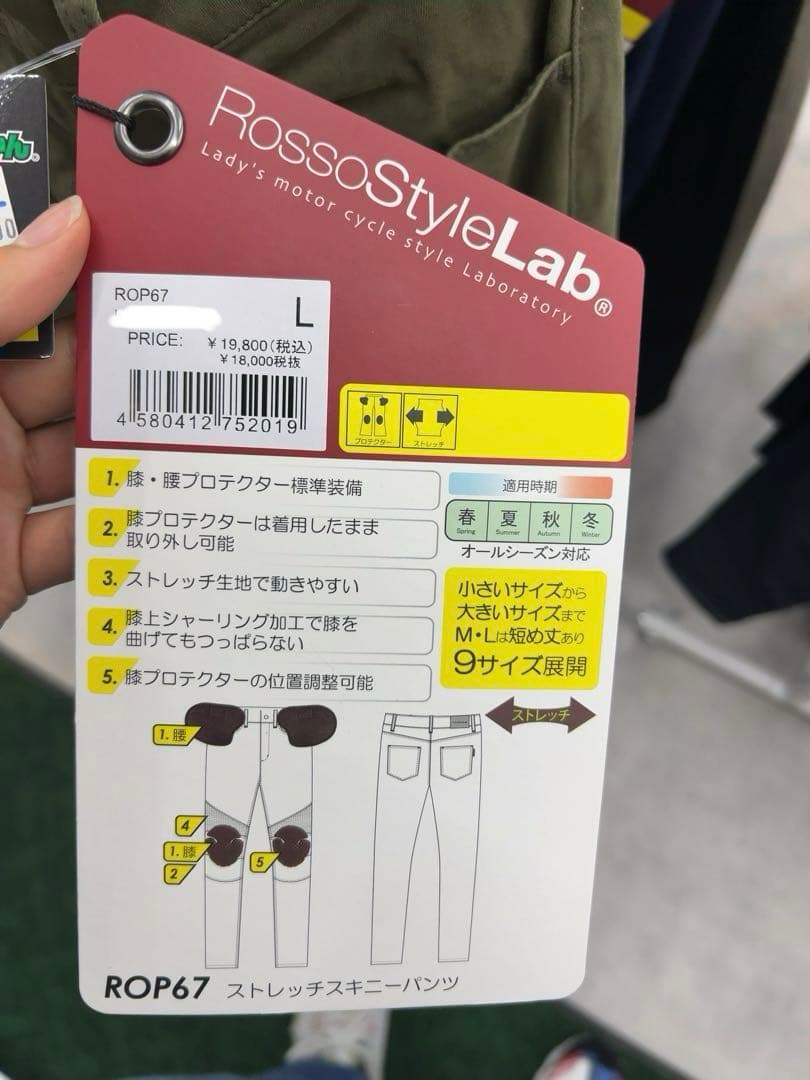 RossoStyleLab®
Lady's motor cycle style Laboratory
ROP67
L
PRICE: ¥19,800(税込)
¥18,000税抜
4 580412 752019
プロテクター ストレッチ
1. 膝・腰プロテクター標準装備
2. 膝プロテクターは着用したまま
取り外し可能
3. ストレッチ生地で動きやすい
4. 膝上シャーリング加工で膝を
曲げてもつっぱらない
5. 膝プロテクターの位置調整可能
適用時期
春 夏 秋 冬
Spring Summer Autumn Winter
オールシーズン対応
小さいサイズから
大きいサイズまで
M・Lは短め丈あり
9サイズ展開
ストレッチ
1. 腰
4
1. 膝
2
5
ROP67 ストレッチスキニーパンツ